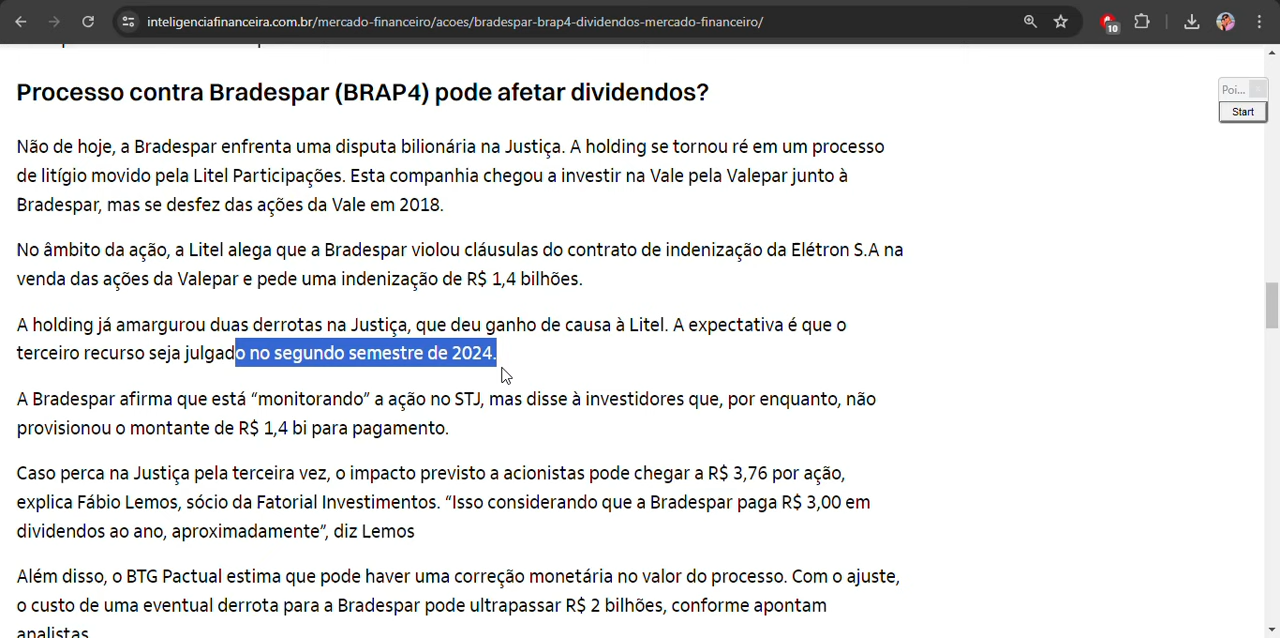 inteligenciafinanceira.com.br/mercado-financeiro/acoes/bradespar-brap4-dividendos-mercado-financeiro/
10
Processo contra Bradespar (BRAP4) pode afetar dividendos?
Poi...
Start
Não de hoje, a Bradespar enfrenta uma disputa bilionária na Justiça. A holding se tornou ré em um processo
de litígio movido pela Litel Participações. Esta companhia chegou a investir na Vale pela Valepar junto à
Bradespar, mas se desfez das ações da Vale em 2018.
No âmbito da ação, a Litel alega que a Bradespar violou cláusulas do contrato de indenização da Elétron S.A na
venda das ações da Valepar e pede uma indenização de R$ 1,4 bilhões.
A holding já amargurou duas derrotas na Justiça, que deu ganho de causa à Litel. A expectativa é que o
terceiro recurso seja julgado no segundo semestre de 2024.
A Bradespar afirma que está “monitorando” a ação no STJ, mas disse à investidores que, por enquanto, não
provisionou o montante de R$ 1,4 bi para pagamento.
Caso perca na Justiça pela terceira vez, o impacto previsto a acionistas pode chegar a R$ 3,76 por ação,
explica Fábio Lemos, sócio da Fatorial Investimentos. “Isso considerando que a Bradespar paga R$ 3,00 em
dividendos ao ano, aproximadamente”, diz Lemos
Além disso, o BTG Pactual estima que pode haver uma correção monetária no valor do processo. Com o ajuste,
o custo de uma eventual derrota para a Bradespar pode ultrapassar R$ 2 bilhões, conforme apontam
analistas